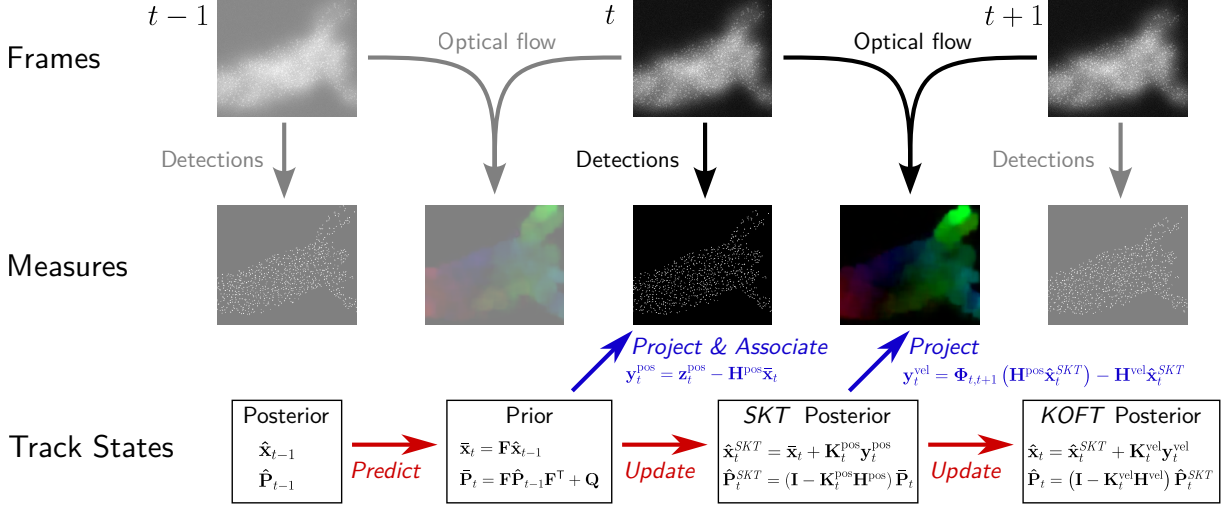 t − 1
t
t + 1
Frames
Optical flow
Optical flow
Detections
Detections
Detections
Measures
Project & Associate
y_t^pos = z_t^pos − H^pos x̄_t
Project
y_t^vel = Φ_{t,t+1} (H^pos x̂_t^SKT) − H^vel x̂_t^SKT
Track States
Posterior
x̂_{t−1}
P̂_{t−1}
Predict
Prior
x̄_t = F x̂_{t−1}
P̄_t = F P̂_{t−1} F^⊤ + Q
Update
SKT Posterior
x̂_t^SKT = x̄_t + K_t^pos y_t^pos
P̂_t^SKT = (I − K_t^pos H^pos) P̄_t
Update
KOFT Posterior
x̂_t = x̂_t^SKT + K_t^vel y_t^vel
P̂_t = (I − K_t^vel H^vel) P̂_t^SKT